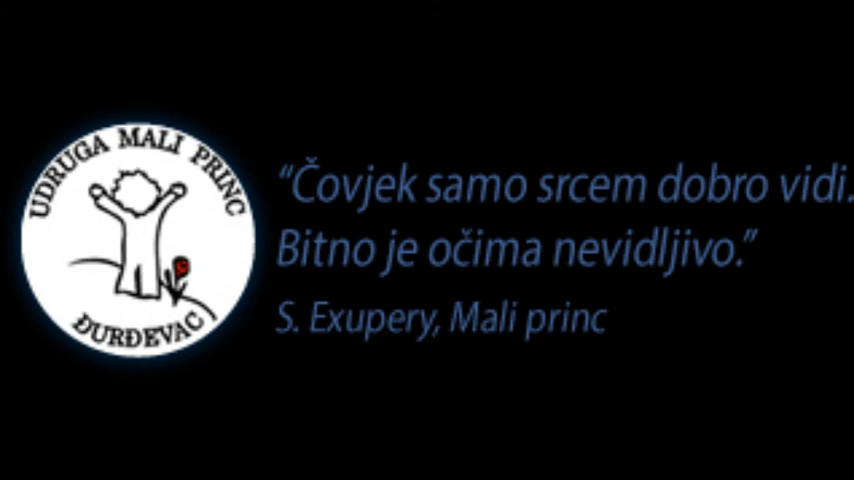 UDRUGA MALI PRINC
ĐURĐEVAC
“Čovjek samo srcem dobro vidi.
Bitno je očima nevidljivo.”
S. Exupery, Mali princ